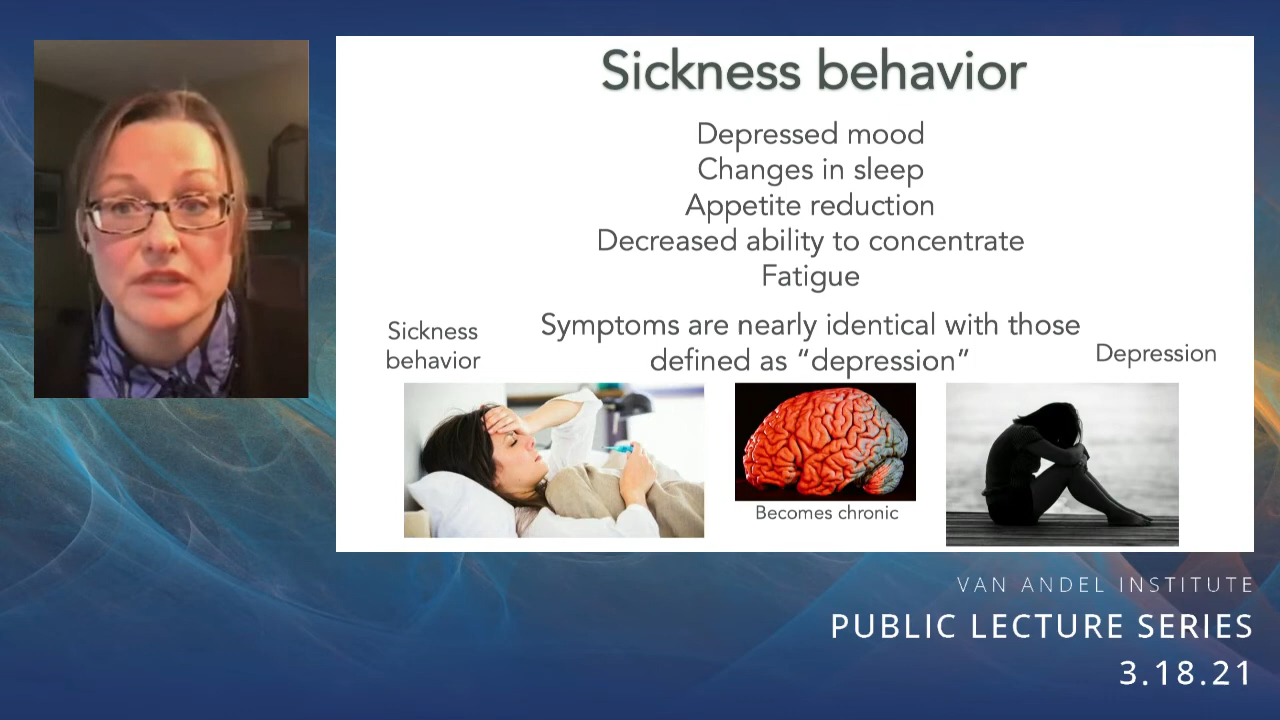 Sickness behavior
Depressed mood
Changes in sleep
Appetite reduction
Decreased ability to concentrate
Fatigue
Symptoms are nearly identical with those
defined as “depression”
Sickness
behavior
Depression
Becomes chronic
VAN ANDEL INSTITUTE
PUBLIC LECTURE SERIES
3.18.21